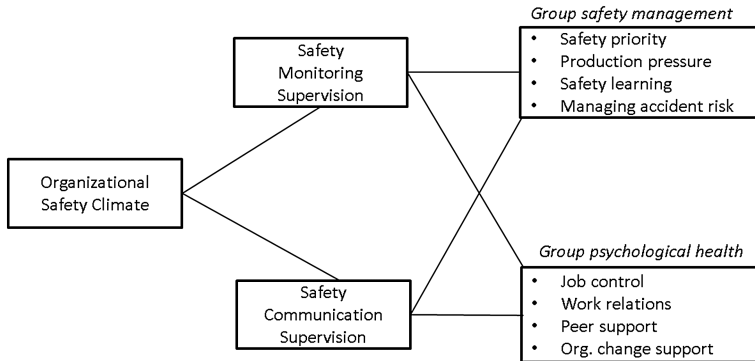 Organizational
Safety Climate
Safety
Monitoring
Supervision
Safety
Communication
Supervision
Group safety management
• Safety priority
• Production pressure
• Safety learning
• Managing accident risk
Group psychological health
• Job control
• Work relations
• Peer support
• Org. change support